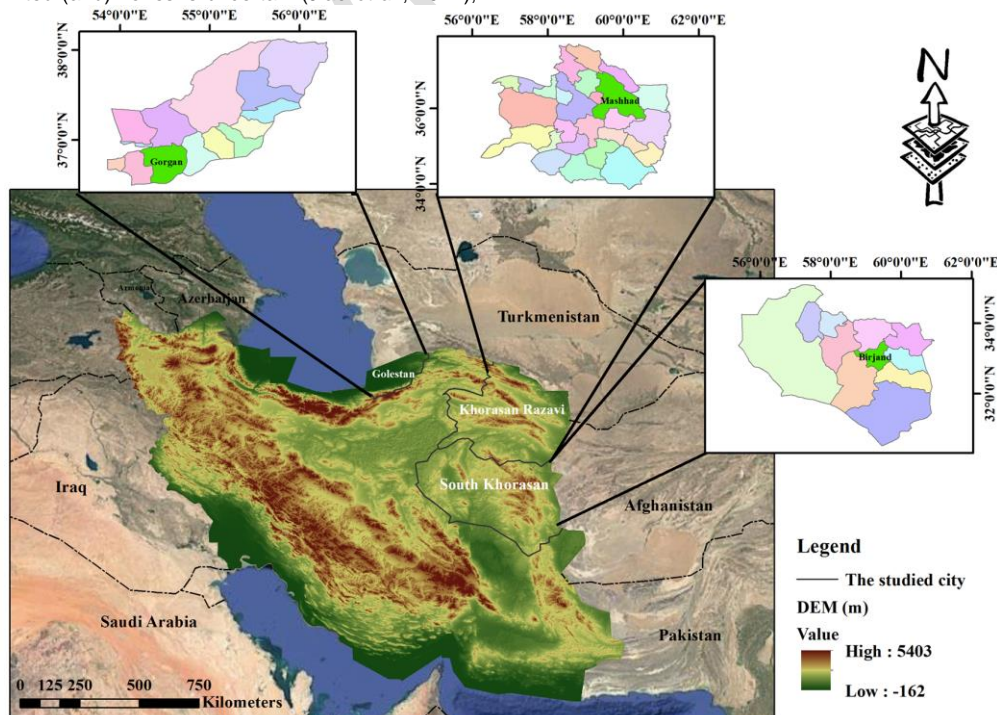 54°0'0"E 55°0'0"E 56°0'0"E
38°0'0"N
37°0'0"N
Gorgan
56°0'0"E 58°0'0"E 60°0'0"E 62°0'0"E
36°0'0"N
34°0'0"N
Mashhad
N
56°0'0"E 58°0'0"E 60°0'0"E 62°0'0"E
34°0'0"N
32°0'0"N
Birjand
Armenia
Azerbaijan
Turkmenistan
Golestan
Khorasan Razavi
South Khorasan
Iraq
Afghanistan
Saudi Arabia
Pakistan
0 125 250 500 750
Kilometers
Legend
The studied city
DEM (m)
Value
High : 5403
Low : -162